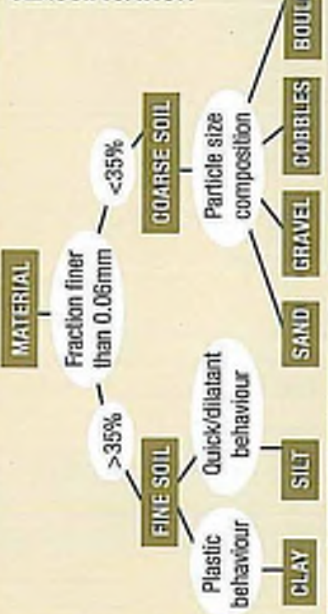 MATERIAL
Fraction finer
than 0.06mm
>35%
<35%
FINE SOIL
COARSE SOIL
Plastic
behaviour
Quick/dilatant
behaviour
Particle size
composition
CLAY
SILT
SAND
GRAVEL
COBBLES